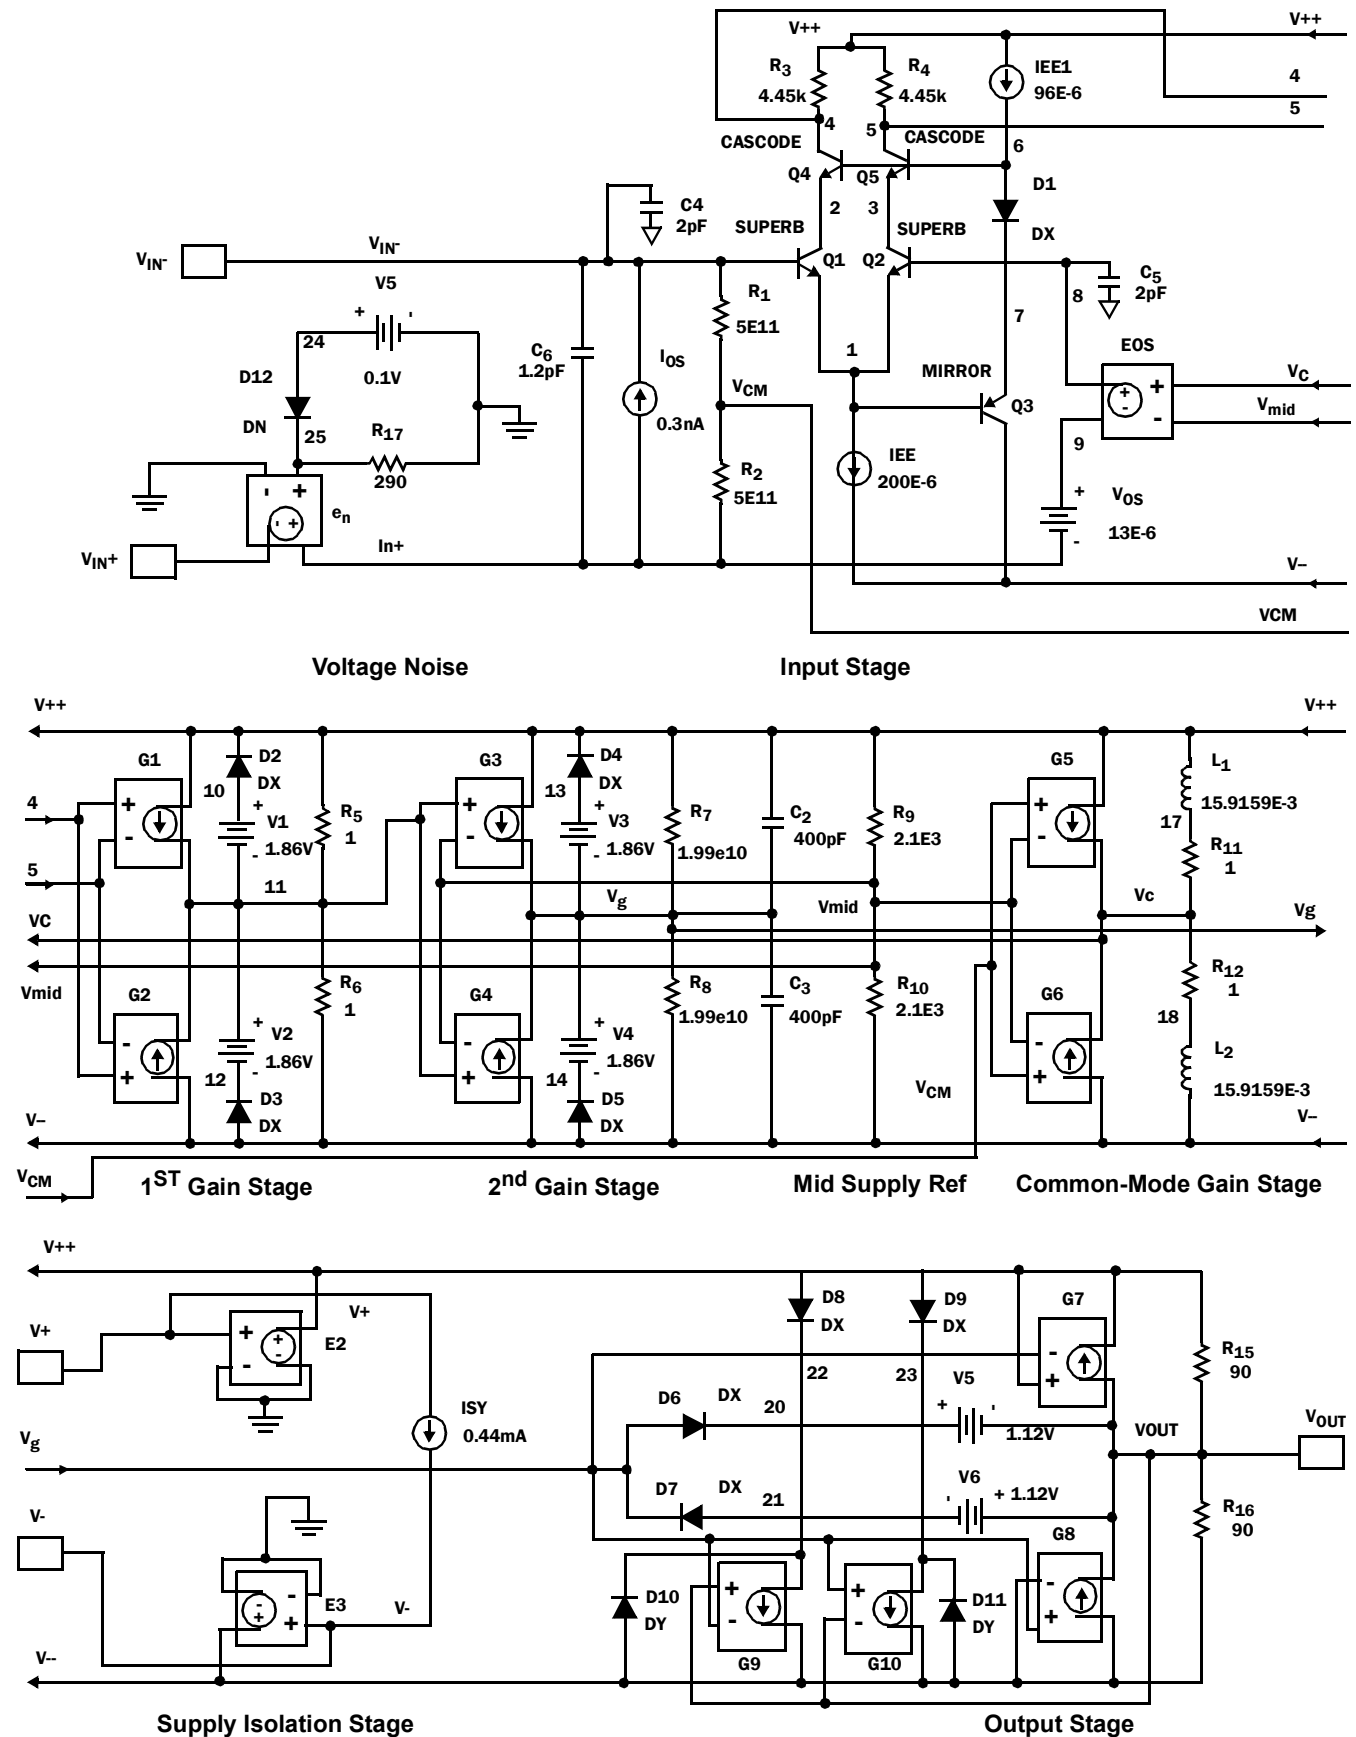 V++
V++
R3
4.45k
R4
4.45k
IEE1
96E-6
4
5
4
5
6
CASCODE
CASCODE
Q4
Q5
D1
DX
2
3
C4
2pF
SUPERB
SUPERB
VIN-
VIN-
Q1
Q2
C5
2pF
8
V5
+ -
24
0.1V
R1
5E11
7
1
EOS
C6
1.2pF
IOS
0.3nA
MIRROR
D12
DN
VCM
Q3
VC
Vmid
+
-
+
-
25
R17
290
R2
5E11
IEE
200E-6
9
- +
- +
en
+
VOS
13E-6
-
VIN+
In+
V–
VCM
Voltage Noise
Input Stage
V++
V++
G1
D2
DX
G3
D4
DX
G5
L1
15.9159E-3
10
+
V1
- 1.86V
R5
1
13
+
V3
- 1.86V
R7
1.99e10
C2
400pF
R9
2.1E3
17
R11
1
4
+
-
+
-
+
-
5
11
Vg
Vmid
Vc
Vg
VC
Vmid
G2
R6
1
G4
R8
1.99e10
C3
400pF
R10
2.1E3
G6
R12
1
18
-
+
+
V2
1.86V
-
12
D3
DX
-
+
+
V4
1.86V
-
14
D5
DX
-
+
L2
15.9159E-3
VCM
V–
V–
VCM
1ST Gain Stage
2nd Gain Stage
Mid Supply Ref
Common-Mode Gain Stage
V++
V+
V+
+
-
+
-
E2
D8
DX
D9
DX
G7
-
+
R15
90
22
23
ISY
0.44mA
D6
DX
20
V5
+ -
1.12V
Vg
VOUT
VOUT
D7
DX
21
V6
- + 1.12V
R16
90
V-
G8
-
+
-
+
E3
V-
D10
DY
+
-
+
-
D11
DY
-
+
G9
G10
V--
Supply Isolation Stage
Output Stage